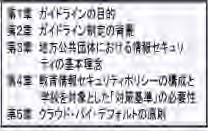 第1章 ガイドラインの目的
第2章 ガイドライン制定の背景
第3章 地方公共団体における情報セキュリ
ティの基本理念
第4章 教育情報セキュリティポリシーの構成と
学校を対象とした「対策基準」の必要性
第5章 クラウド・バイ・デフォルトの原則